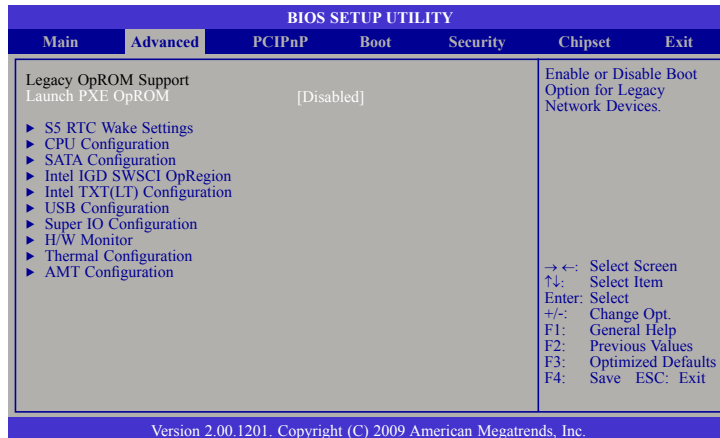 BIOS SETUP UTILITY
Main Advanced PCIPnP Boot Security Chipset Exit
Legacy OpROM Support
Launch PXE OpROM [Disabled]
► S5 RTC Wake Settings
► CPU Configuration
► SATA Configuration
► Intel IGD SWSCI OpRegion
► Intel TXT(LT) Configuration
► USB Configuration
► Super IO Configuration
► H/W Monitor
► Thermal Configuration
► AMT Configuration
Enable or Disable Boot
Option for Legacy
Network Devices.
→←: Select Screen
↑↓: Select Item
Enter: Select
+/-: Change Opt.
F1: General Help
F2: Previous Values
F3: Optimized Defaults
F4: Save ESC: Exit
Version 2.00.1201. Copyright (C) 2009 American Megatrends, Inc.